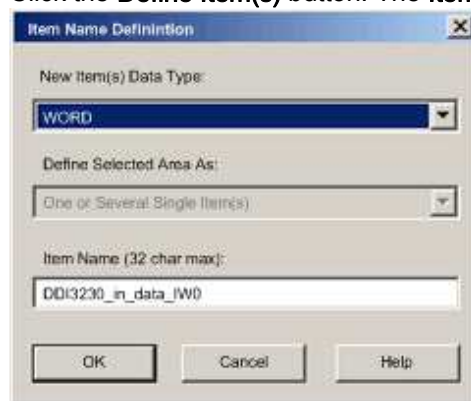 Click the Define Item(s) button. The Item
Item Name Definintion
New Item(s) Data Type:
WORD
Define Selected Area As:
One or Several Single Item(s)
Item Name (32 char max):
DDI3230_in_data_IW0
OK Cancel Help